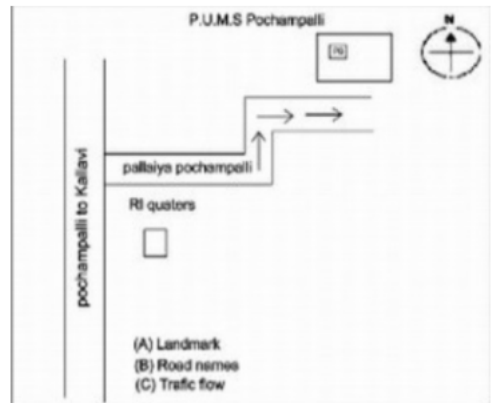 P.U.M.S Pochampalli
N
pallaiya pochampalli
pochampalli to Kallavi
RI quaters
(A) Landmark
(B) Road names
(C) Trafic flow